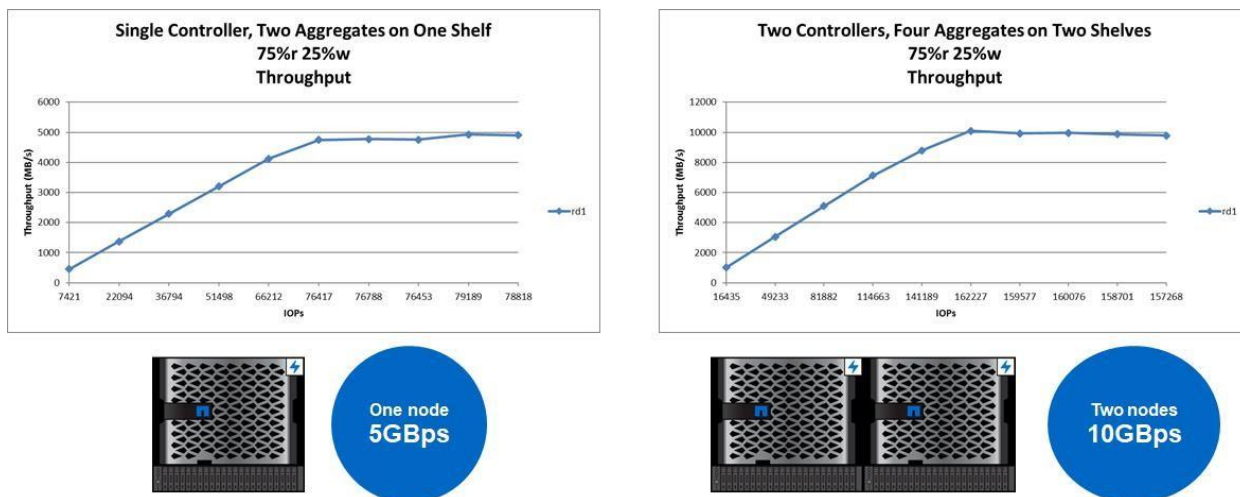 Single Controller, Two Aggregates on One Shelf
75%r 25%w
Throughput
6000
5000
4000
3000
2000
1000
0
Throughput (MB/s)
7421 22094 36794 51498 66212 76417 76788 76453 79189 78818
IOPs
rd1
Two Controllers, Four Aggregates on Two Shelves
75%r 25%w
Throughput
12000
10000
8000
6000
4000
2000
0
Throughput (MB/s)
16435 49233 81882 114663 141189 162227 159577 160076 158701 157268
IOPs
rd1
One node
5GBps
Two nodes
10GBps